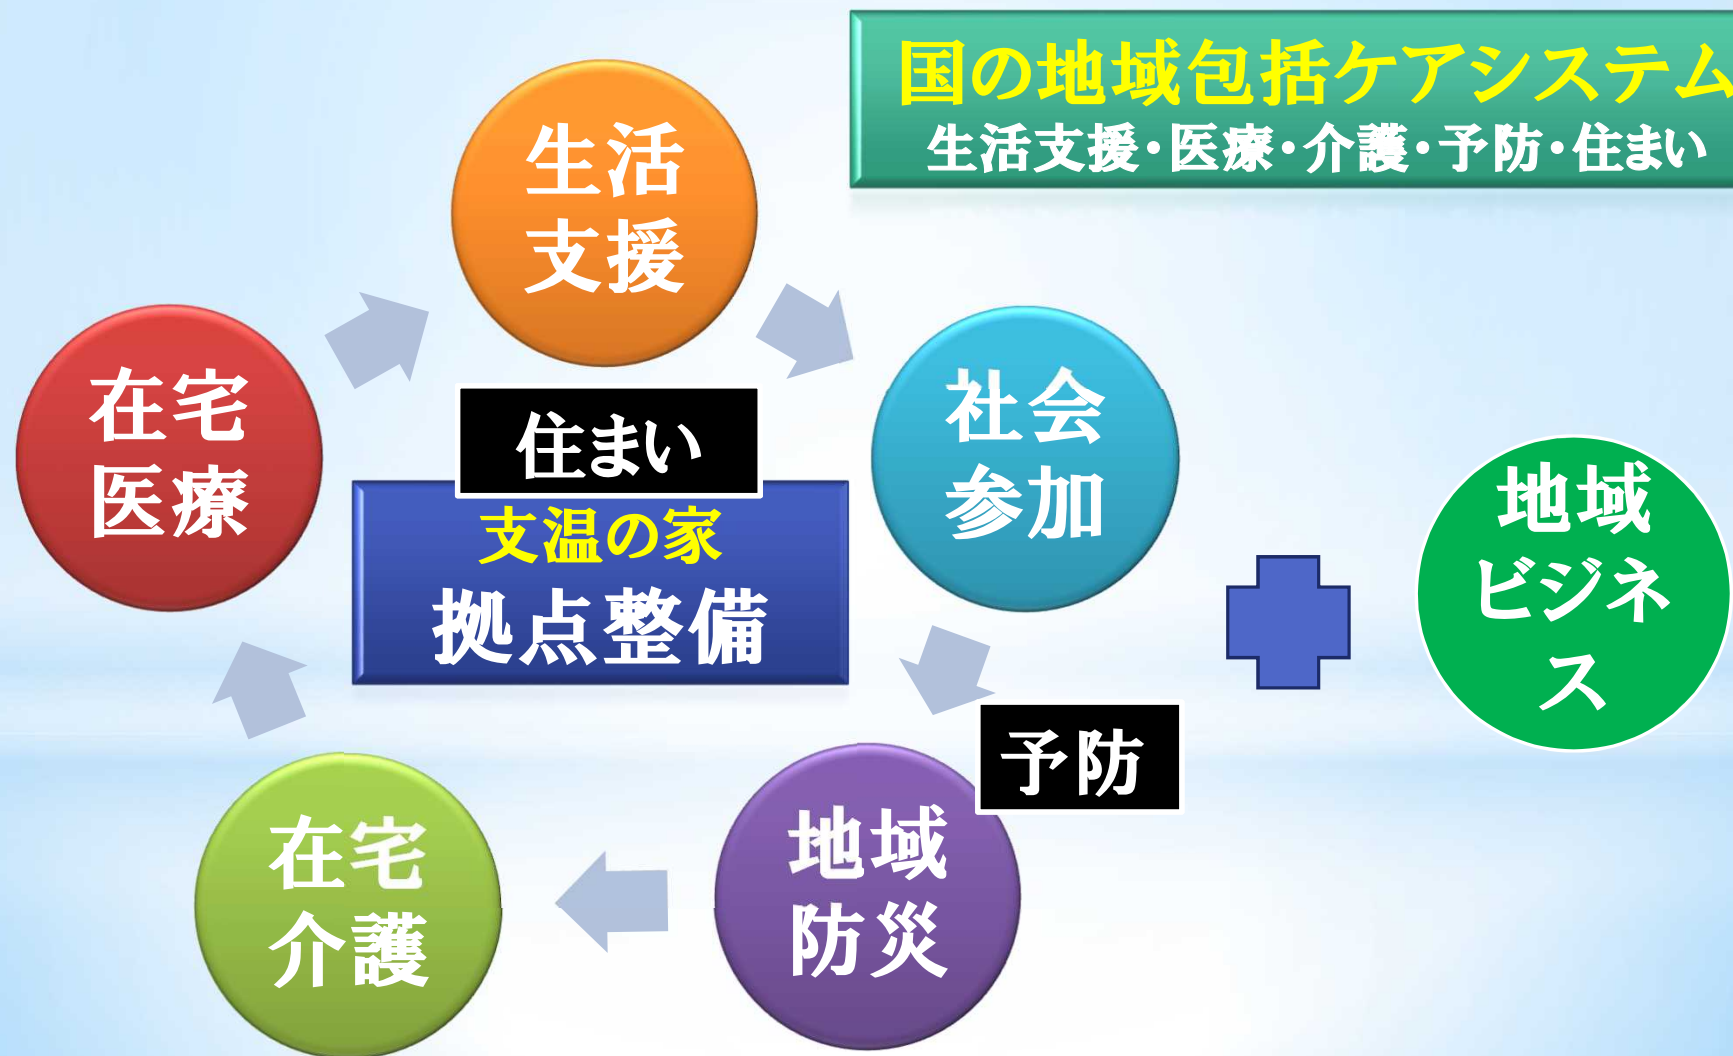 国の地域包括ケアシステム
生活支援・医療・介護・予防・住まい
生活
支援
在宅
医療
住まい
支温の家
拠点整備
社会
参加
地域
ビジネ
ス
予防
地域
防災
在宅
介護